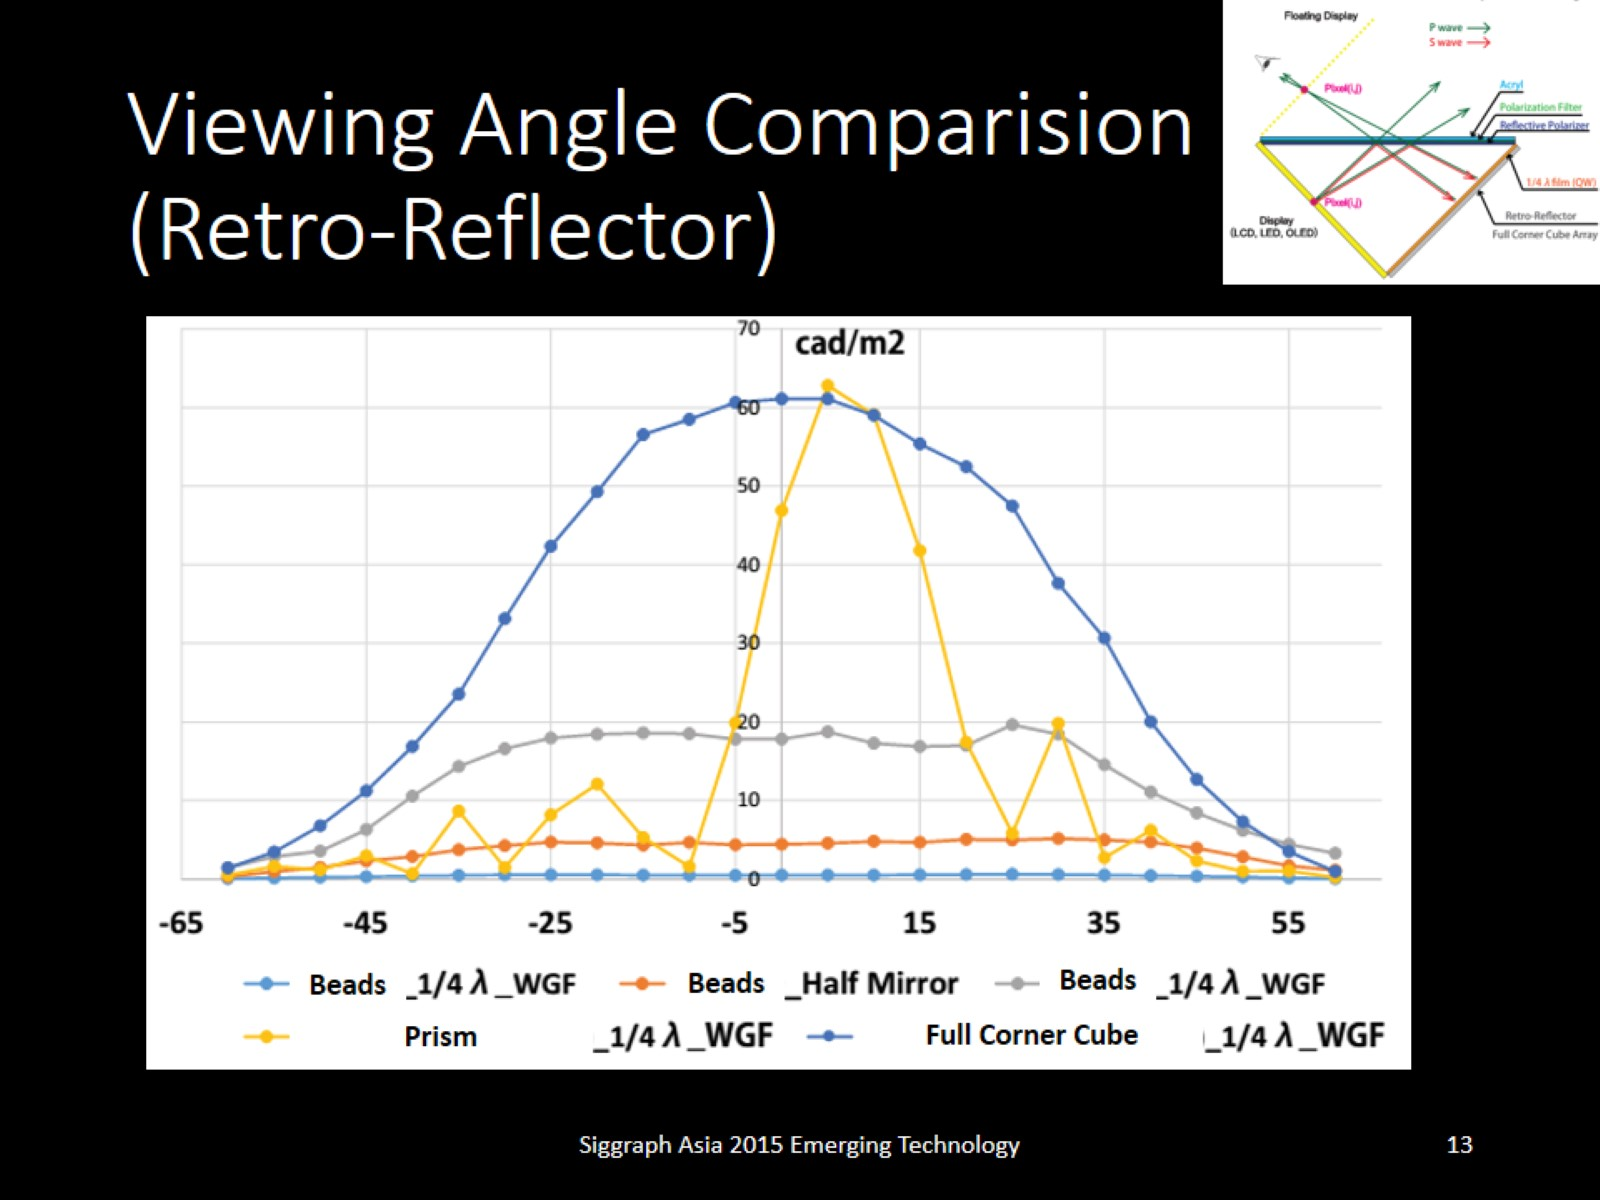 Floating Display
P wave
S wave
Pixel(i,j)
Acryl
Polarization Filter
Reflective Polarizer
1/4 λ film (QW)
Pixel(i,j)
Display
(LCD, LED, OLED)
Retro-Reflector
Full Corner Cube Array
Viewing Angle Comparision
(Retro-Reflector)
cad/m2
70
60
50
40
30
20
10
0
-65 -45 -25 -5 15 35 55
Beads _1/4 λ _WGF Beads _Half Mirror Beads _1/4 λ _WGF
Prism _1/4 λ _WGF Full Corner Cube )_1/4 λ _WGF
Siggraph Asia 2015 Emerging Technology
13